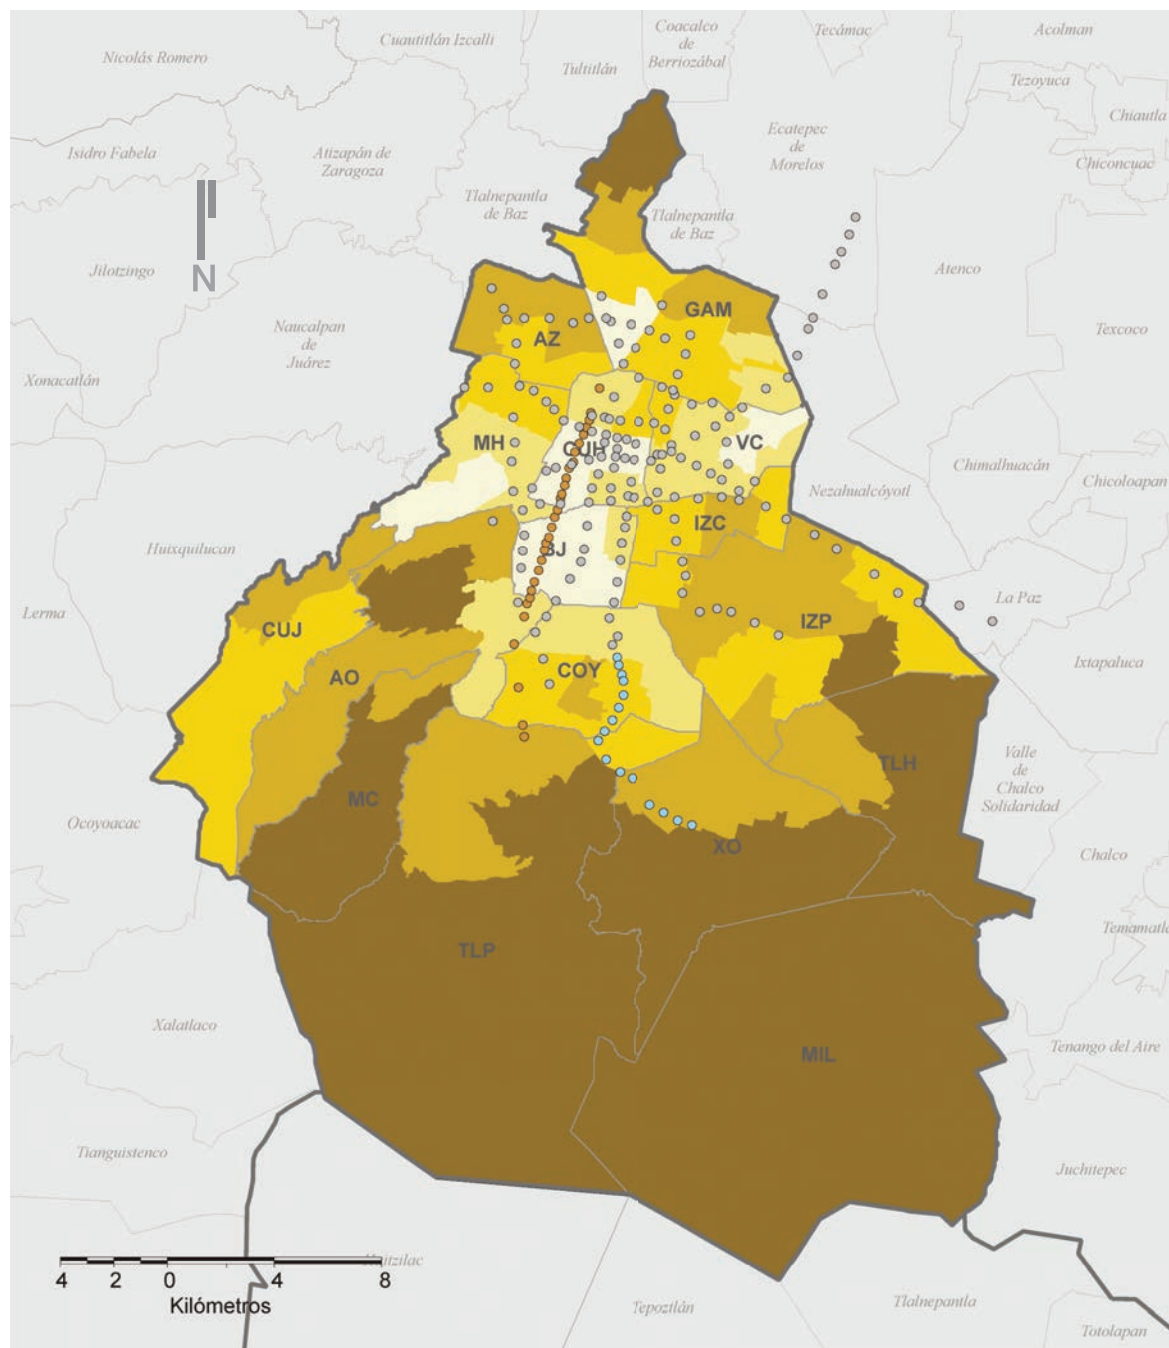 Coacalco
de
Berriozábal
Tecámac
Acolman
Cuautitlán Izcalli
Nicolás Romero
Tultitlán
Tezoyuca
Chiautla
Ecatepec
de
Morelos
Isidro Fabela
Atizapán de
Zaragoza
Chiconcuac
Tlalnepantla
de Baz
Tlalnepantla
de Baz
N
Jilotzingo
Atenco
GAM
Naucalpan
de
Juárez
Texcoco
AZ
Xonacatlán
MH
CUH
VC
Chimalhuacán
Chicoloapan
Nezahualcóyotl
IZC
Huixquilucan
BJ
La Paz
Lerma
CUJ
IZP
Ixtapaluca
AO
COY
TLH
Valle
de
Chalco
Solidaridad
MC
Ocoyoacac
XO
Chalco
Temamatla
TLP
Xalatlaco
MIL
Tenango del Aire
Tianguistenco
Juchitepec
Huitzilac
4 2 0 4 8
Kilómetros
Tepoztlán
Tlalnepantla
Totolapan